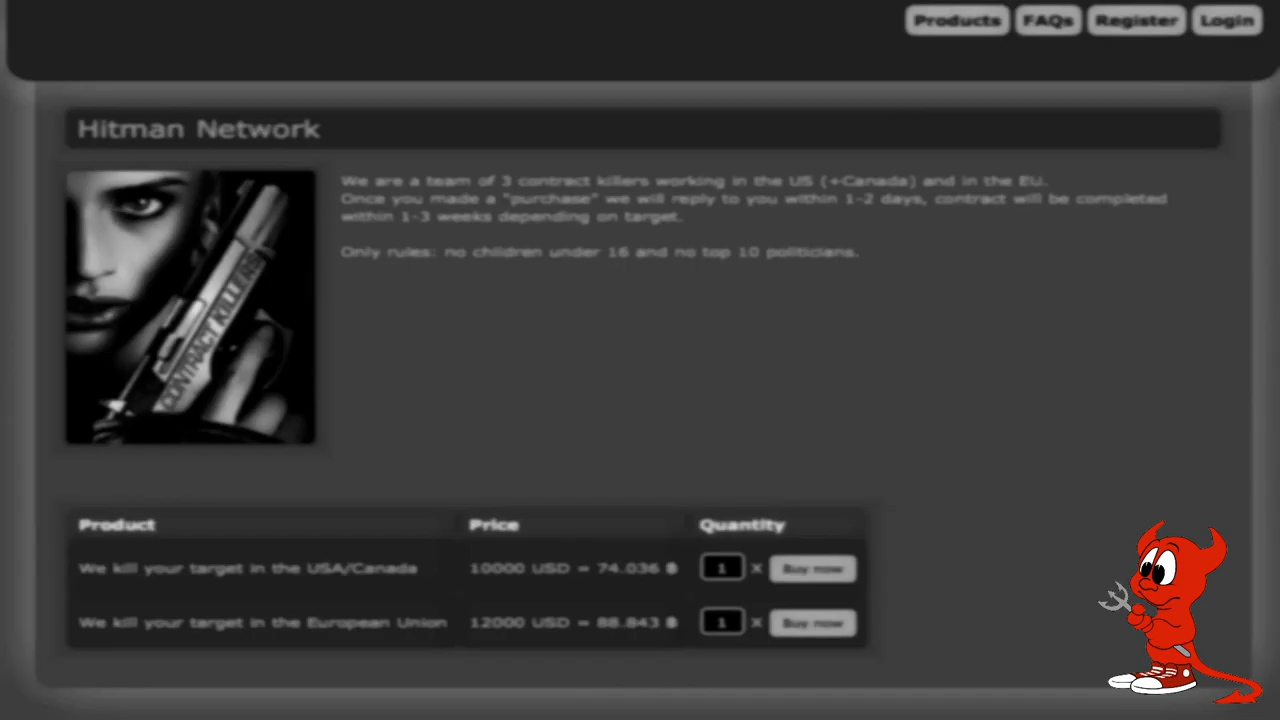 Products FAQs Register Login
Hitman Network
We are a team of 3 contract killers working in the US (+Canada) and in the EU.
Once you made a "purchase" we will reply to you within 1-2 days, contract will be completed
within 1-3 weeks depending on target.
Only rules: no children under 16 and no top 10 politicians.
CONTRACT KILLERS
Product Price Quantity
We kill your target in the USA/Canada 10000 USD = 74.036 ฿ 1 X Buy now
We kill your target in the European Union 12000 USD = 88.843 ฿ 1 X Buy now